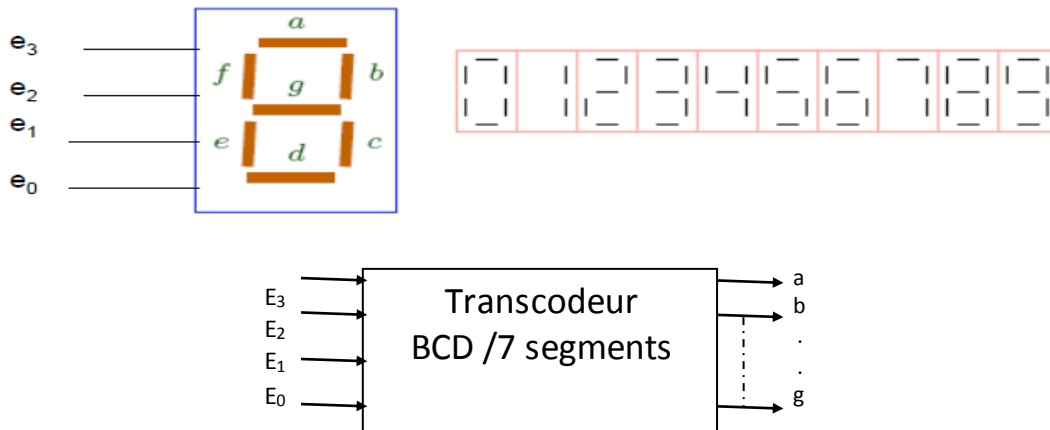 a
e3
f b
g
e2
e1
e c
d
e0
0 1 2 3 4 5 6 7 8 9
Transcodeur
BCD /7 segments
E3
E2
E1
E0
a
b
.
.
g